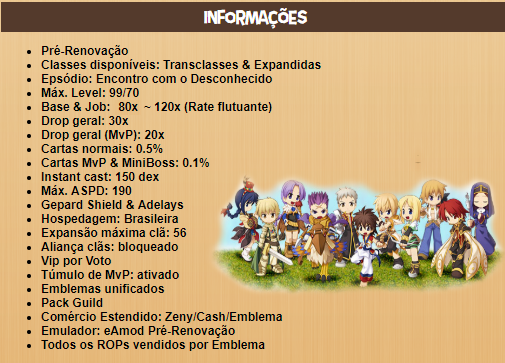 INFORMAÇÕES
Pré-Renovação
Classes disponíveis: Transclasses & Expandidas
Epsódio: Encontro com o Desconhecido
Máx. Level: 99/70
Base & Job: 80x ~ 120x (Rate flutuante)
Drop geral: 30x
Drop geral (MvP): 20x
Cartas normais: 0.5%
Cartas MvP & MiniBoss: 0.1%
Instant cast: 150 dex
Máx. ASPD: 190
Gepard Shield & Adelays
Hospedagem: Brasileira
Expansão máxima clã: 56
Aliança clãs: bloqueado
Vip por Voto
Túmulo de MvP: ativado
Emblemas unificados
Pack Guild
Comércio Estendido: Zeny/Cash/Emblema
Emulador: eAmod Pré-Renovação
Todos os ROPs vendidos por Emblema